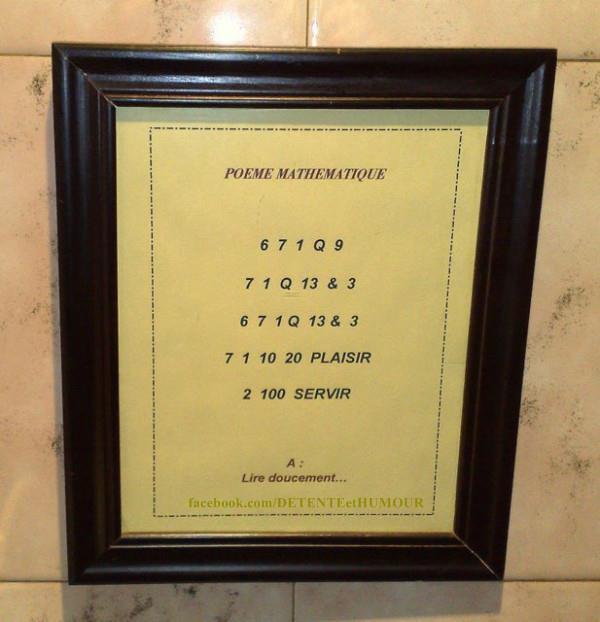 POEME MATHEMATIQUE
6 7 1 Q 9
7 1 Q 13 & 3
6 7 1 Q 13 & 3
7 1 10 20 PLAISIR
2 100 SERVIR
A :
Lire doucement...
facebook.com/DETENTEetHUMOUR